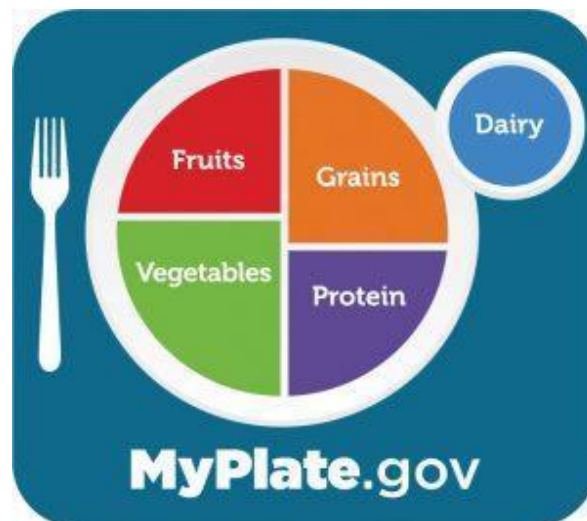 Fruits
Grains
Dairy
Vegetables
Protein
MyPlate.gov